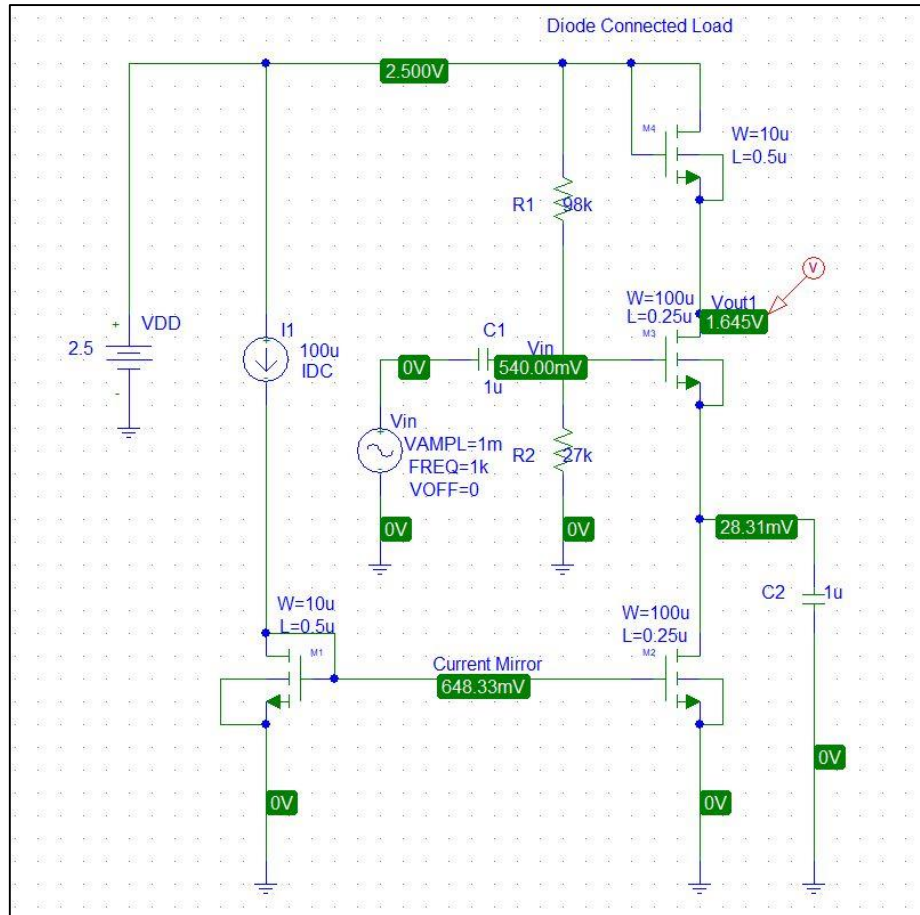 Diode Connected Load
2.500V
M4
W=10u
L=0.5u
R1
98k
V
W=100u
L=0.25u
Vout1
1.645V
M3
+
VDD
2.5
-
I1
100u
IDC
C1
1u
0V
Vin
540.00mV
Vin
VAMPL=1m
FREQ=1k
VOFF=0
R2
27k
0V
0V
28.31mV
C2
1u
W=10u
L=0.5u
M1
Current Mirror
648.33mV
W=100u
L=0.25u
M2
0V
0V
0V